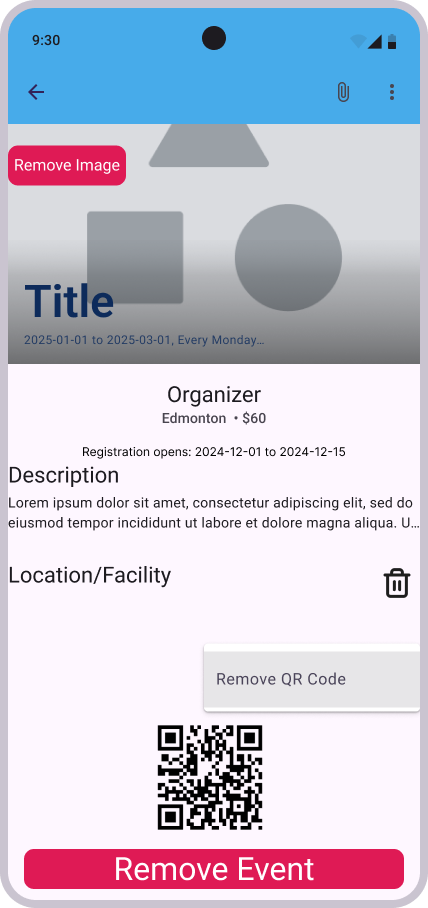 9:30
Remove Image
Title
2025-01-01 to 2025-03-01, Every Monday...
Organizer
Edmonton • $60
Registration opens: 2024-12-01 to 2024-12-15
Description
Lorem ipsum dolor sit amet, consectetur adipiscing elit, sed do
eiusmod tempor incididunt ut labore et dolore magna aliqua. U...
Location/Facility
Remove QR Code
Remove Event